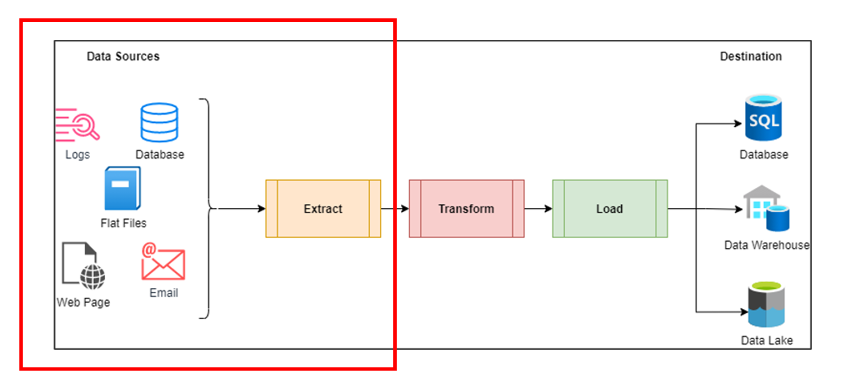 Data Sources
Destination
Logs
Database
Flat Files
Web Page
@
Email
Extract
Transform
Load
SQL
Database
Data Warehouse
Data Lake